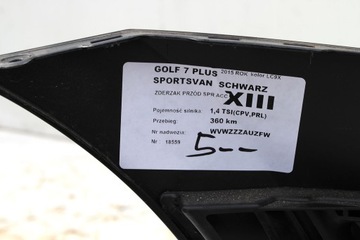 GOLF 7 PLUS 2015 ROK, kolor LC9X
SPORTSVAN SCHWARZ
ZDERZAK PRZÓD SPR ACC XIII
Pojemność silnika: 1,4 TSI(CPV,PRL)
Przebieg: 360 km
Nr nadwozia: WVWZZZAUZFW
Nr 18559
5--